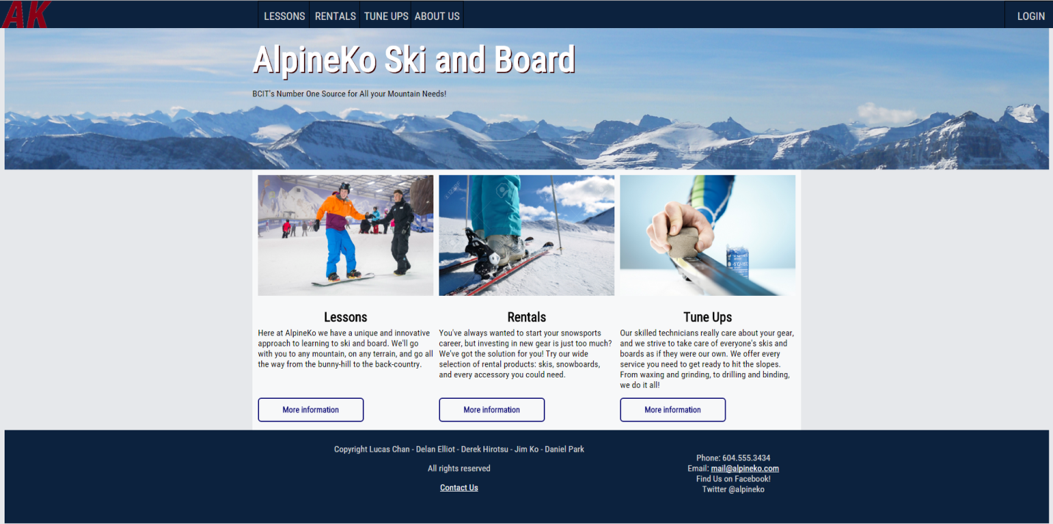 AK
LESSONS RENTALS TUNE UPS ABOUT US LOGIN
AlpineKo Ski and Board
BCIT's Number One Source for All your Mountain Needs!
Lessons
Here at AlpineKo we have a unique and innovative
approach to learning to ski and board. We'll go
with you to any mountain, on any terrain, and go all
the way from the bunny-hill to the back-country.
More information
Rentals
You've always wanted to start your snowsports
career, but investing in new gear is just too much?
We've got the solution for you! Try our wide
selection of rental products: skis, snowboards,
and every accessory you could need.
More information
Tune Ups
Our skilled technicians really care about your gear,
and we strive to take care of everyone's skis and
boards as if they were our own. We offer every
service you need to get ready to hit the slopes.
From waxing and grinding, to drilling and binding,
we do it all!
More information
Copyright Lucas Chan - Delan Elliot - Derek Hirotsu - Jim Ko - Daniel Park
All rights reserved
Contact Us
Phone: 604.555.3434
Email: mail@alpineko.com
Find Us on Facebook!
Twitter @alpineko